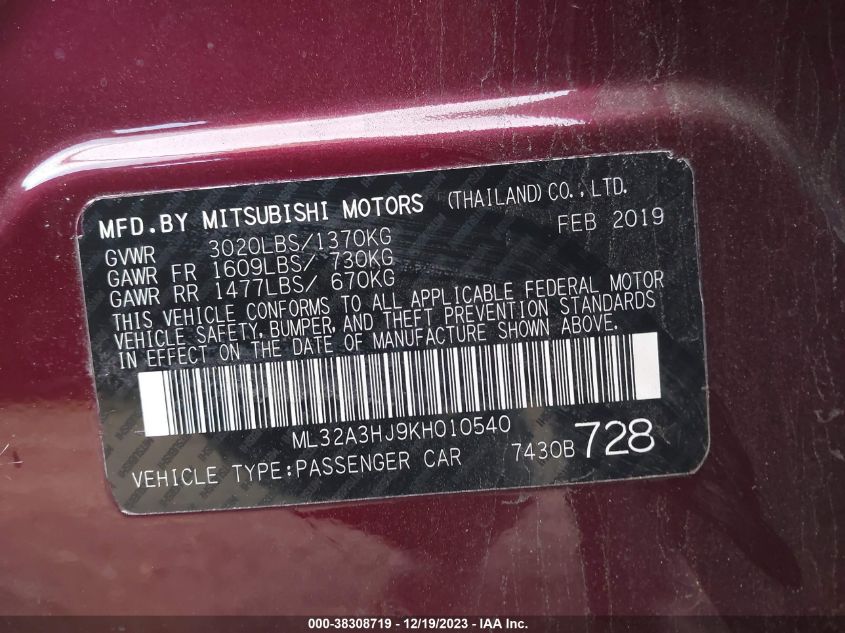 MFD.BY MITSUBISHI MOTORS (THAILAND)CO.,LTD.
FEB 2019
GVWR 3020LBS/1370KG
GAWR FR 1609LBS/ 730KG
GAWR RR 1477LBS/ 670KG
THIS VEHICLE CONFORMS TO ALL APPLICABLE FEDERAL MOTOR
VEHICLE SAFETY,BUMPER,AND THEFT PREVENTION STANDARDS
IN EFFECT ON THE DATE OF MANUFACTURE SHOWN ABOVE.
ML32A3HJ9KH010540
VEHICLE TYPE:PASSENGER CAR 7430B 728
000-38308719 - 12/19/2023 - IAA Inc.